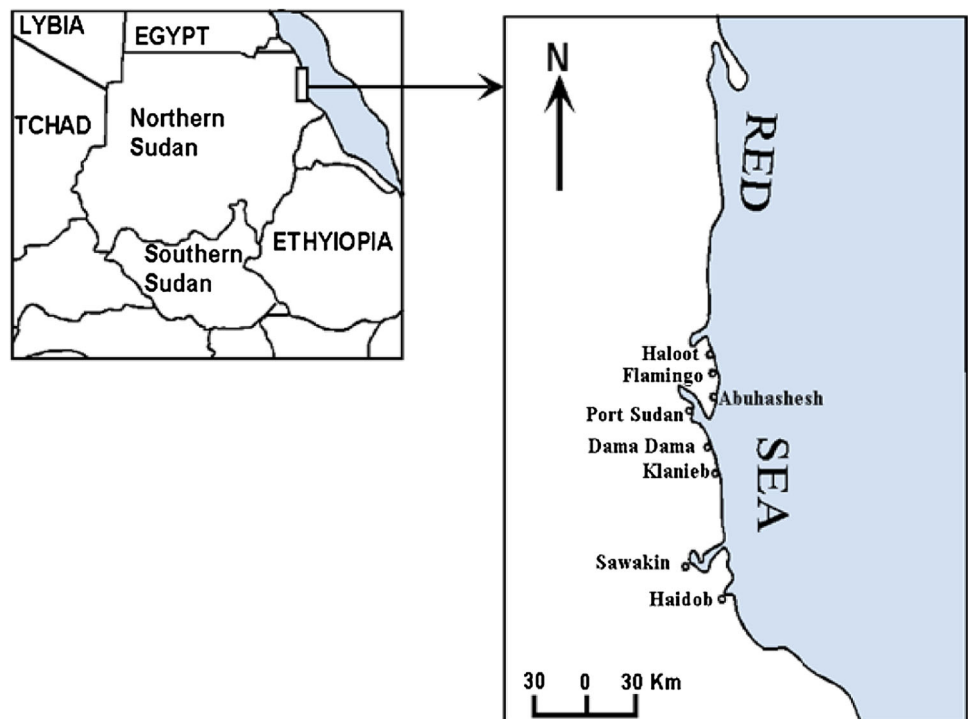 LYBIA
EGYPT
TCHAD
Northern
Sudan
ETHYIOPIA
Southern
Sudan
N
RED
SEA
Haloot
Flamingo
Abuhashesh
Port Sudan
Dama Dama
Klanieb
Sawakin
Haidob
30 0 30 Km